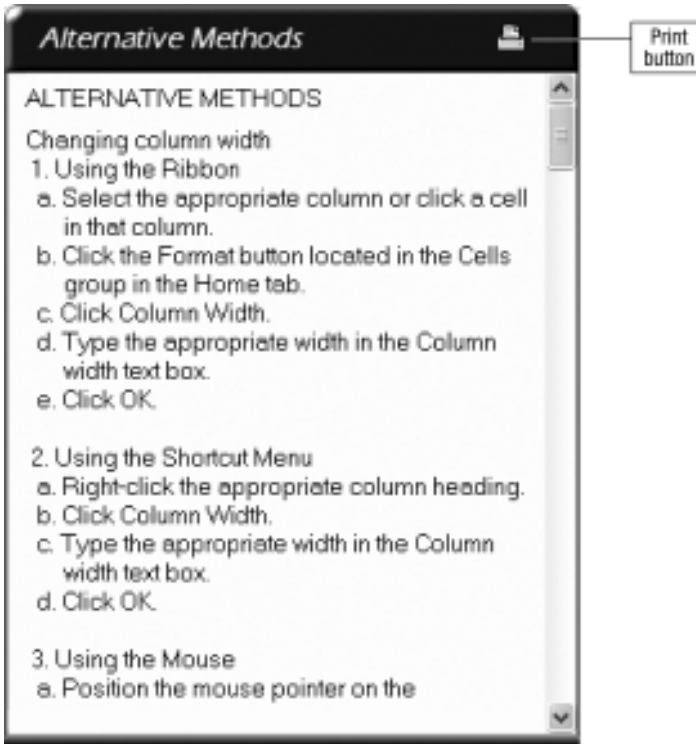 Alternative Methods
Print
button
ALTERNATIVE METHODS
Changing column width
1. Using the Ribbon
a. Select the appropriate column or click a cell
in that column.
b. Click the Format button located in the Cells
group in the Home tab.
c. Click Column Width.
d. Type the appropriate width in the Column
width text box.
e. Click OK.
2. Using the Shortcut Menu
a. Right-click the appropriate column heading.
b. Click Column Width.
c. Type the appropriate width in the Column
width text box.
d. Click OK.
3. Using the Mouse
a. Position the mouse pointer on the